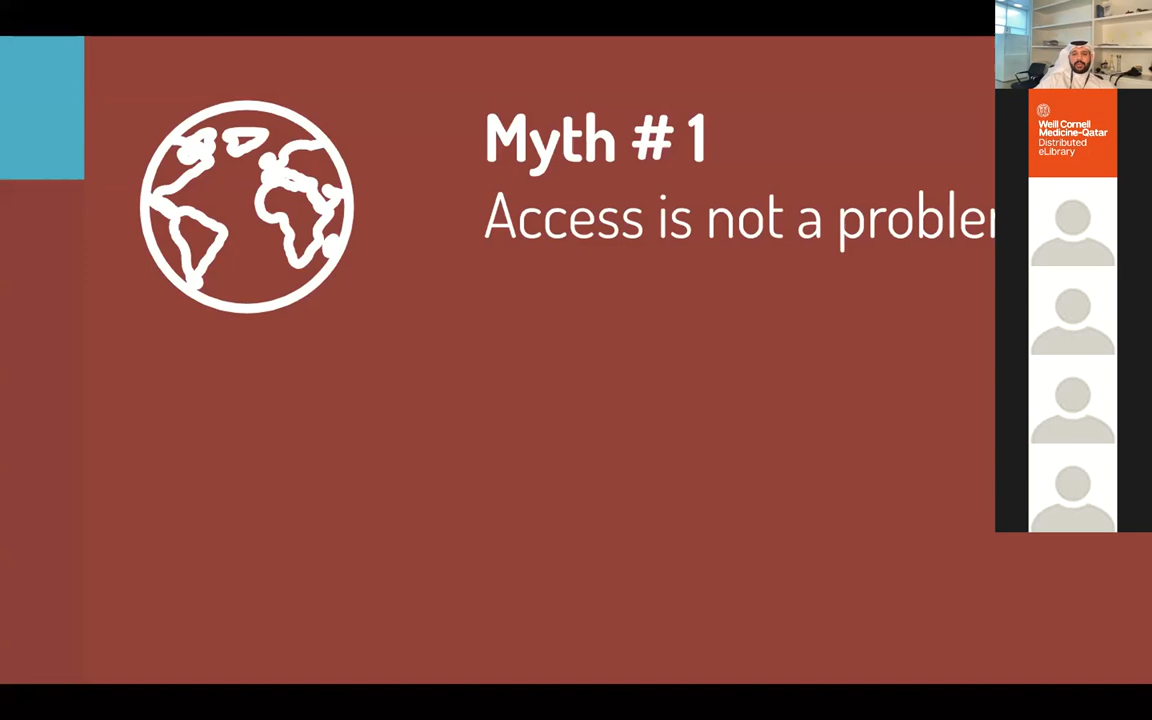 Myth # 1
Access is not a
Weill Cornell
Medicine-Qatar
Distributed
eLibrary